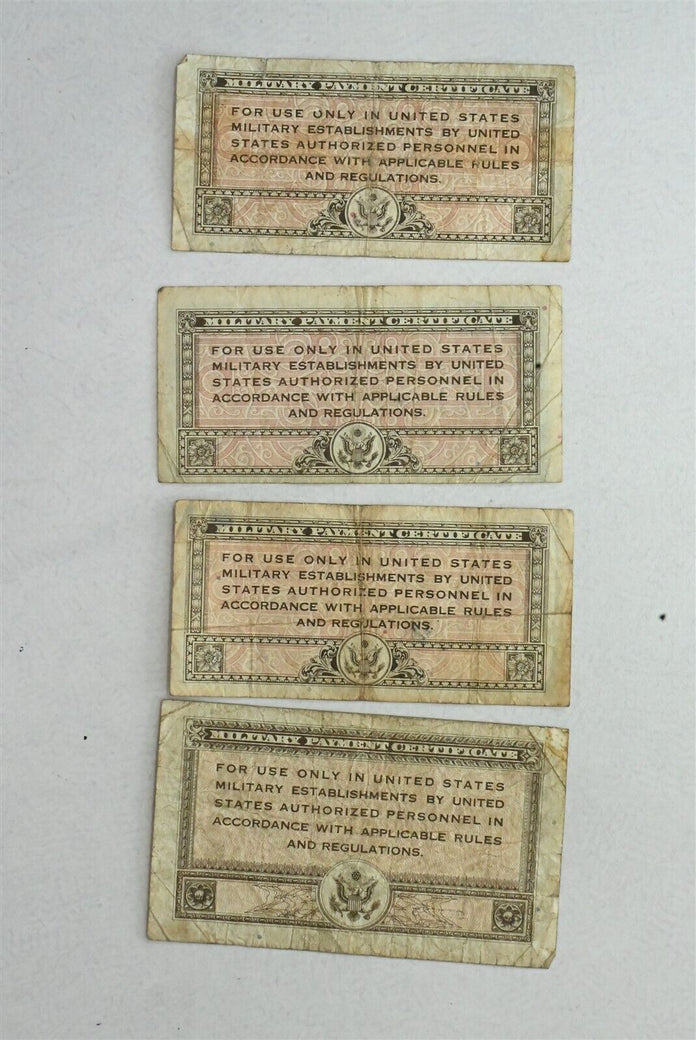 MILITARY PAYMENT CERTIFICATE
FOR USE ONLY IN UNITED STATES
MILITARY ESTABLISHMENTS BY UNITED
STATES AUTHORIZED PERSONNEL IN
ACCORDANCE WITH APPLICABLE RULES
AND REGULATIONS.
MILITARY PAYMENT CERTIFICATE
FOR USE ONLY IN UNITED STATES
MILITARY ESTABLISHMENTS BY UNITED
STATES AUTHORIZED PERSONNEL IN
ACCORDANCE WITH APPLICABLE RULES
AND REGULATIONS.
MILITARY PAYMENT CERTIFICATE
FOR USE ONLY IN UNITED STATES
MILITARY ESTABLISHMENTS BY UNITED
STATES AUTHORIZED PERSONNEL IN
ACCORDANCE WITH APPLICABLE RULES
AND REGULATIONS.
MILITARY PAYMENT CERTIFICATE
FOR USE ONLY IN UNITED STATES
MILITARY ESTABLISHMENTS BY UNITED
STATES AUTHORIZED PERSONNEL IN
ACCORDANCE WITH APPLICABLE RULES
AND REGULATIONS.